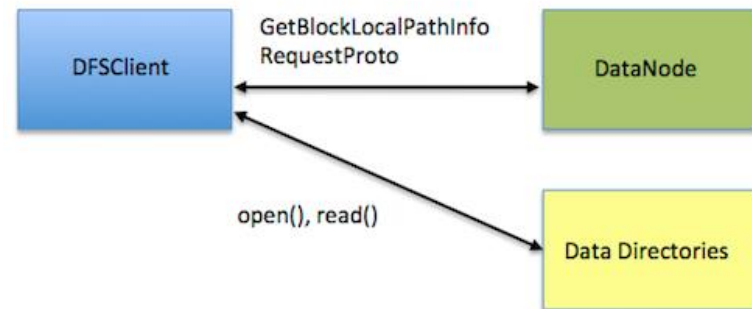 GetBlockLocalPathInfo
RequestProto
DFSClient
DataNode
open(), read()
Data Directories